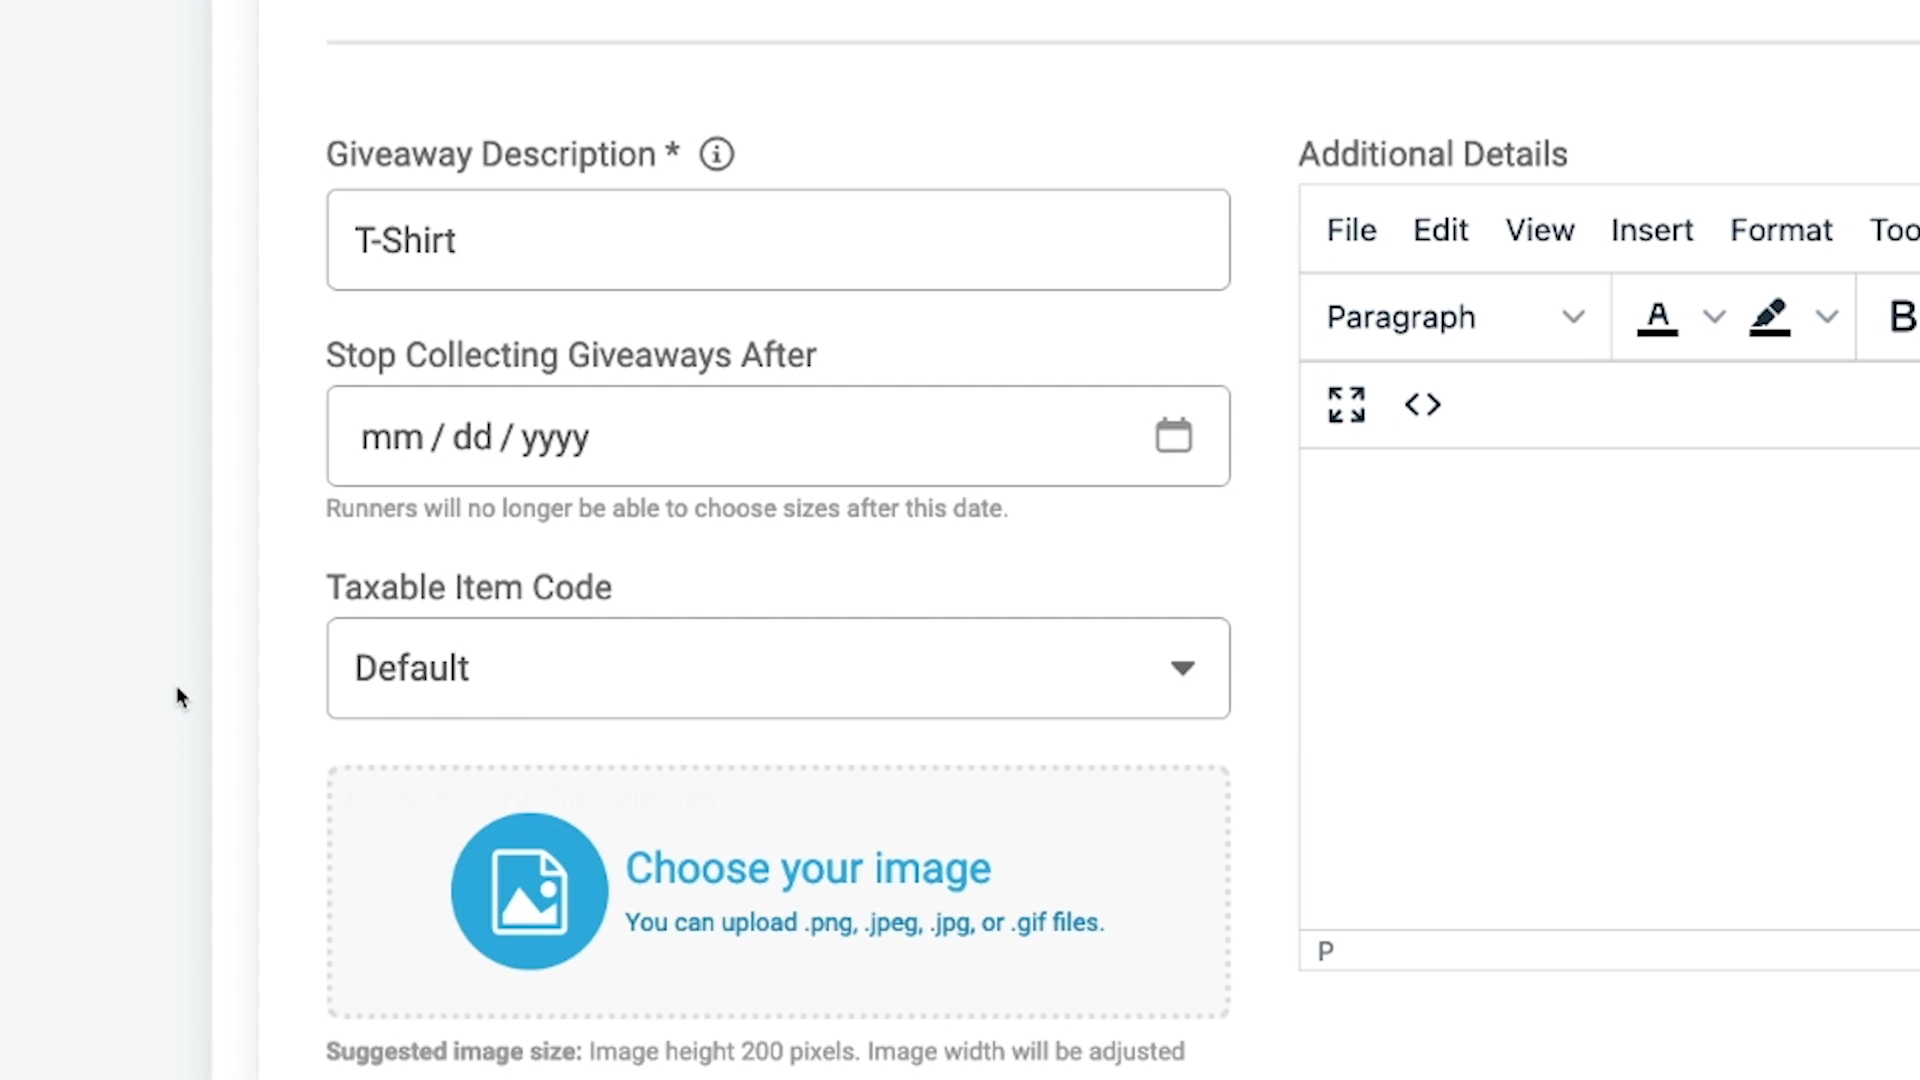 Giveaway Description *
T-Shirt
Stop Collecting Giveaways After
mm / dd / yyyy
Runners will no longer be able to choose sizes after this date.
Taxable Item Code
Default
Choose your image
You can upload .png, .jpeg, .jpg, or .gif files.
Suggested image size: Image height 200 pixels. Image width will be adjusted
Additional Details
File Edit View Insert Format Too
Paragraph A B
P